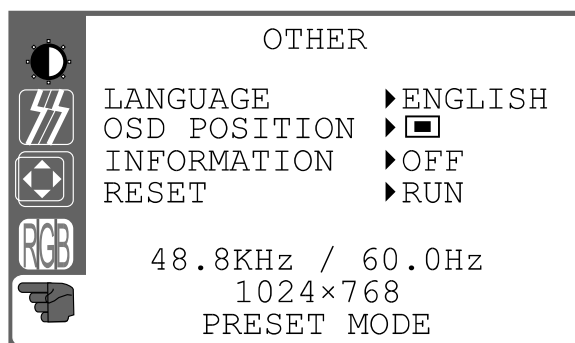 OTHER
LANGUAGE ▶ENGLISH
OSD POSITION ▶
INFORMATION ▶OFF
RESET ▶RUN
RGB
48.8KHz / 60.0Hz
1024×768
PRESET MODE